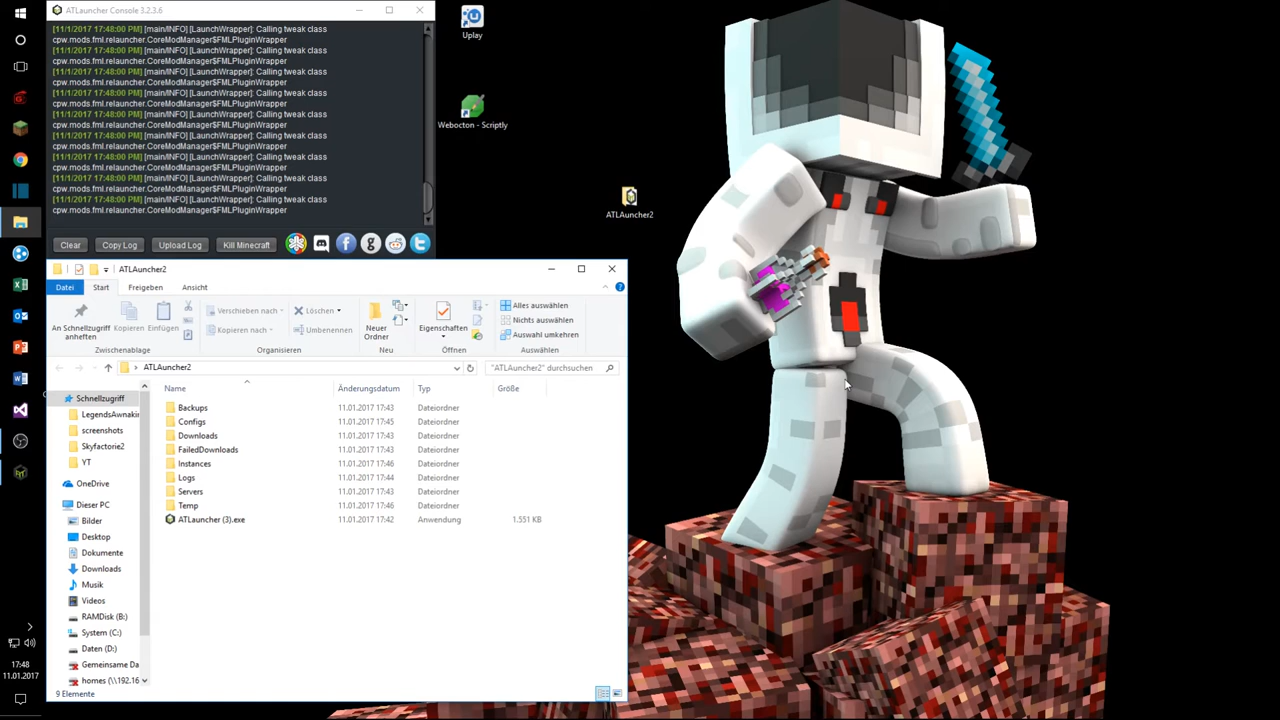 ATLauncher Console 3.2.3.6
[11/1/2017 17:48:00 PM] [main/INFO] [LaunchWrapper]: Calling tweak class
cpw.mods.fml.relauncher.CoreModManager$FMLPluginWrapper
[11/1/2017 17:48:00 PM] [main/INFO] [LaunchWrapper]: Calling tweak class
cpw.mods.fml.relauncher.CoreModManager$FMLPluginWrapper
[11/1/2017 17:48:00 PM] [main/INFO] [LaunchWrapper]: Calling tweak class
cpw.mods.fml.relauncher.CoreModManager$FMLPluginWrapper
[11/1/2017 17:48:00 PM] [main/INFO] [LaunchWrapper]: Calling tweak class
cpw.mods.fml.relauncher.CoreModManager$FMLPluginWrapper
[11/1/2017 17:48:00 PM] [main/INFO] [LaunchWrapper]: Calling tweak class
cpw.mods.fml.relauncher.CoreModManager$FMLPluginWrapper
[11/1/2017 17:48:00 PM] [main/INFO] [LaunchWrapper]: Calling tweak class
cpw.mods.fml.relauncher.CoreModManager$FMLPluginWrapper
[11/1/2017 17:48:00 PM] [main/INFO] [LaunchWrapper]: Calling tweak class
cpw.mods.fml.relauncher.CoreModManager$FMLPluginWrapper
[11/1/2017 17:48:00 PM] [main/INFO] [LaunchWrapper]: Calling tweak class
cpw.mods.fml.relauncher.CoreModManager$FMLPluginWrapper
[11/1/2017 17:48:00 PM] [main/INFO] [LaunchWrapper]: Calling tweak class
cpw.mods.fml.relauncher.CoreModManager$FMLPluginWrapper
Clear Copy Log Upload Log Kill Minecraft
Uplay
Webocton - Scriptly
ATLAuncher2
ATLAuncher2
Datei Start Freigeben Ansicht
An Schnellzugriff anheften
Kopieren
Einfügen
Verschieben nach
Kopieren nach
Löschen
Umbenennen
Neuer Ordner
Eigenschaften
Alles auswählen
Nichts auswählen
Auswahl umkehren
Zwischenablage Organisieren Neu Öffnen Auswählen
ATLAuncher2
"ATLAuncher2" durchsuchen
Name Änderungsdatum Typ Größe
Backups 11.01.2017 17:43 Dateiordner
Configs 11.01.2017 17:45 Dateiordner
Downloads 11.01.2017 17:43 Dateiordner
FailedDownloads 11.01.2017 17:43 Dateiordner
Instances 11.01.2017 17:46 Dateiordner
Logs 11.01.2017 17:44 Dateiordner
Servers 11.01.2017 17:43 Dateiordner
Temp 11.01.2017 17:46 Dateiordner
ATLauncher (3).exe 11.01.2017 17:42 Anwendung 1.551 KB
Schnellzugriff
LegendsAwnakin
screenshots
Skyfactorie2
YT
OneDrive
Dieser PC
Bilder
Desktop
Dokumente
Downloads
Musik
Videos
RAMDisk (B:)
System (C:)
Daten (D:)
Gemeinsame Da
homes (\\192.16
9 Elemente
17:48
11.01.2017